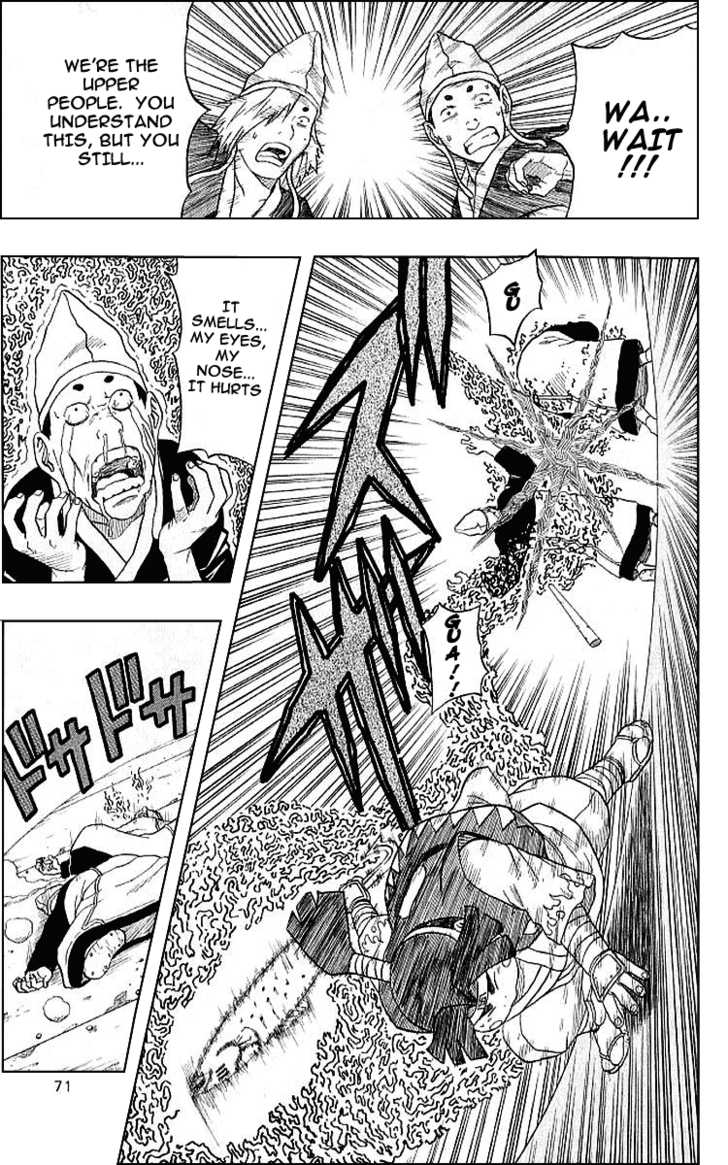 WA..
WAIT
!!!
WE'RE THE
UPPER
PEOPLE. YOU
UNDERSTAND
THIS, BUT YOU
STILL...
GU
GUA!!
IT
SMELLS...
MY EYES,
MY
NOSE...
IT HURTS
ドサドサ
71